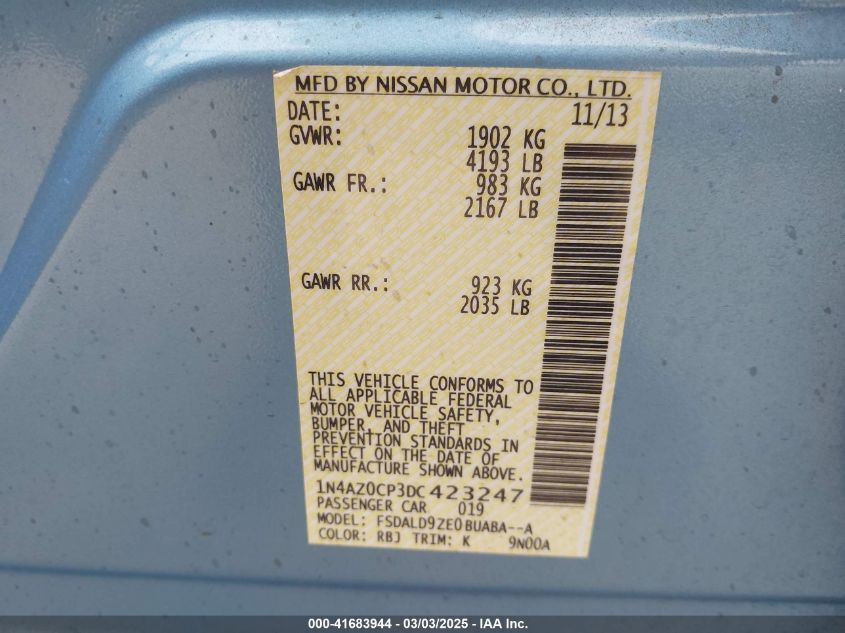 MFD BY NISSAN MOTOR CO., LTD.
DATE: 11/13
GVWR: 1902 KG
4193 LB
GAWR FR.: 983 KG
2167 LB
GAWR RR.: 923 KG
2035 LB
THIS VEHICLE CONFORMS TO
ALL APPLICABLE FEDERAL
MOTOR VEHICLE SAFETY,
BUMPER, AND THEFT
PREVENTION STANDARDS IN
EFFECT ON THE DATE OF
MANUFACTURE SHOWN ABOVE.
1N4AZ0CP3DC423247
PASSENGER CAR 019
MODEL: FSDALD9ZE0BUABA--A
COLOR: RBJ TRIM: K 9N00A
000-41683944 — 03/03/2025 — IAA Inc.